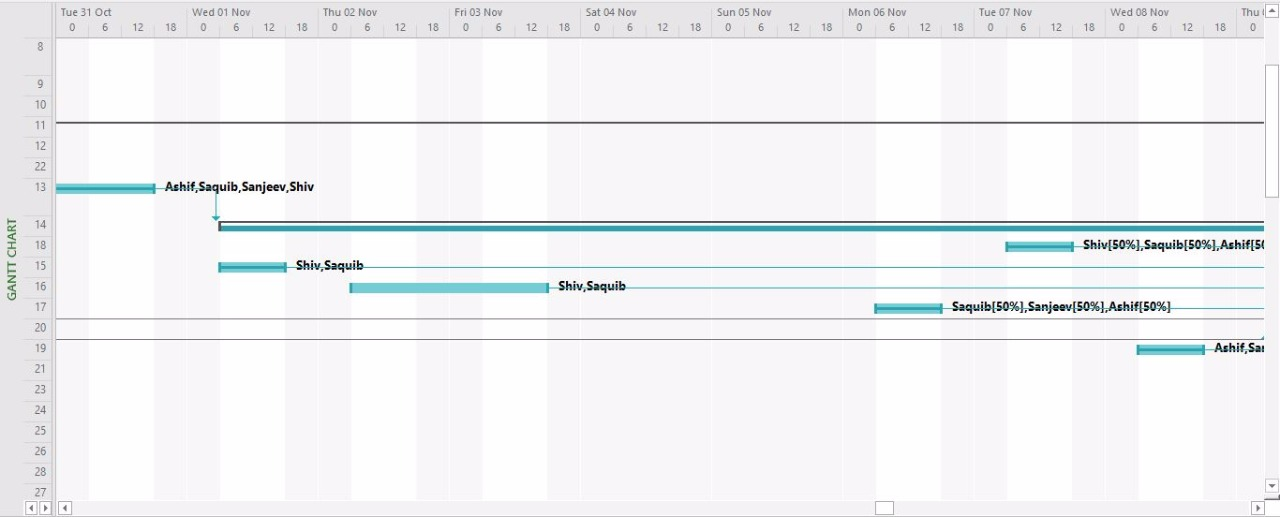 Tue 31 Oct Wed 01 Nov Thu 02 Nov Fri 03 Nov Sat 04 Nov Sun 05 Nov Mon 06 Nov Tue 07 Nov Wed 08 Nov Thu
0 6 12 18 0 6 12 18 0 6 12 18 0 6 12 18 0 6 12 18 0 6 12 18 0 6 12 18 0 6 12 18 0 6 12 18 0
8
9
10
11
12
22
13 Ashif,Saquib,Sanjeev,Shiv
14
18 Shiv[50%],Saquib[50%],Ashif[50
15 Shiv,Saquib
16 Shiv,Saquib
17 Saquib[50%],Sanjeev[50%],Ashif[50%]
20
19 Ashif,Sa
21
23
24
25
26
28
27
GANTT CHART